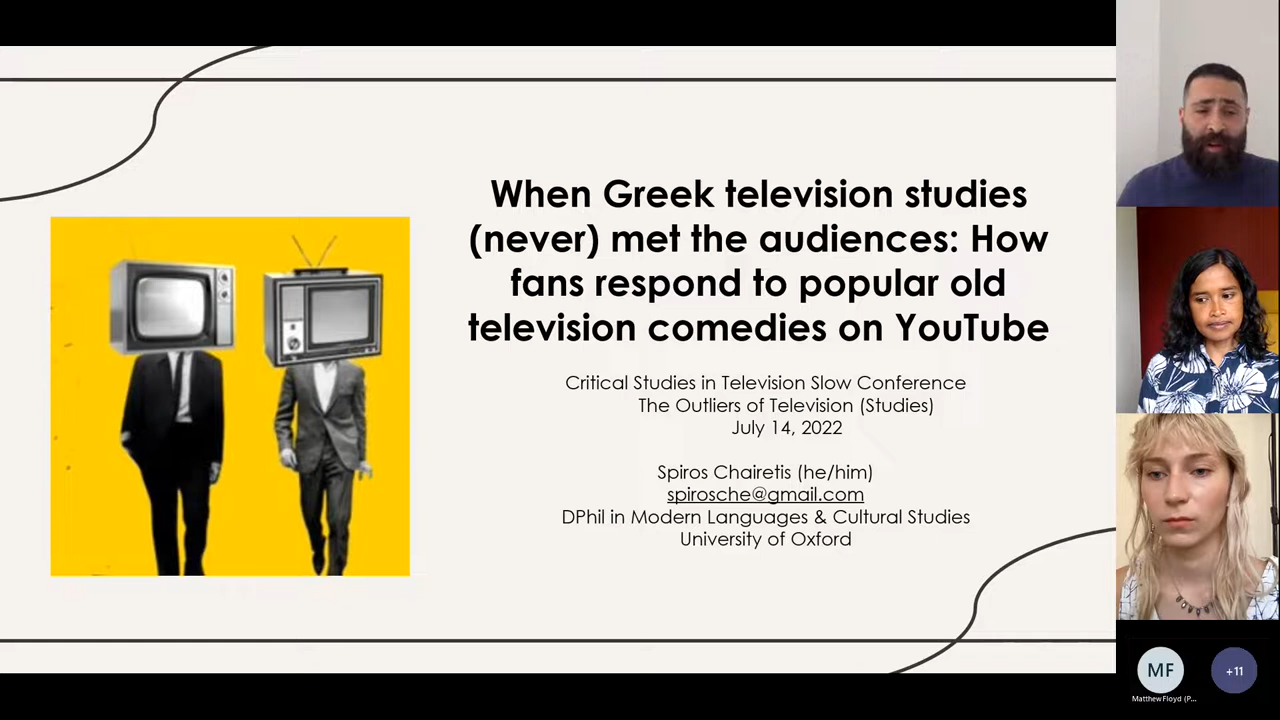 When Greek television studies
(never) met the audiences: How
fans respond to popular old
television comedies on YouTube
Critical Studies in Television Slow Conference
The Outliers of Television (Studies)
July 14, 2022
Spiros Chairetis (he/him)
spirosche@gmail.com
DPhil in Modern Languages & Cultural Studies
University of Oxford
MF
+11
Matthew Floyd (P...